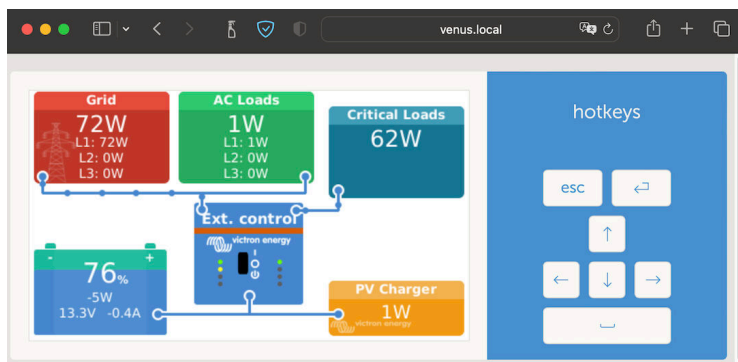 venus.local
Grid
72W
L1: 72W
L2: 0W
L3: 0W
AC Loads
1W
L1: 1W
L2: 0W
L3: 0W
Critical Loads
62W
Ext. control
victron energy
- +
76%
-5W
13.3V -0.4A
PV Charger
1W
victron energy
hotkeys
esc